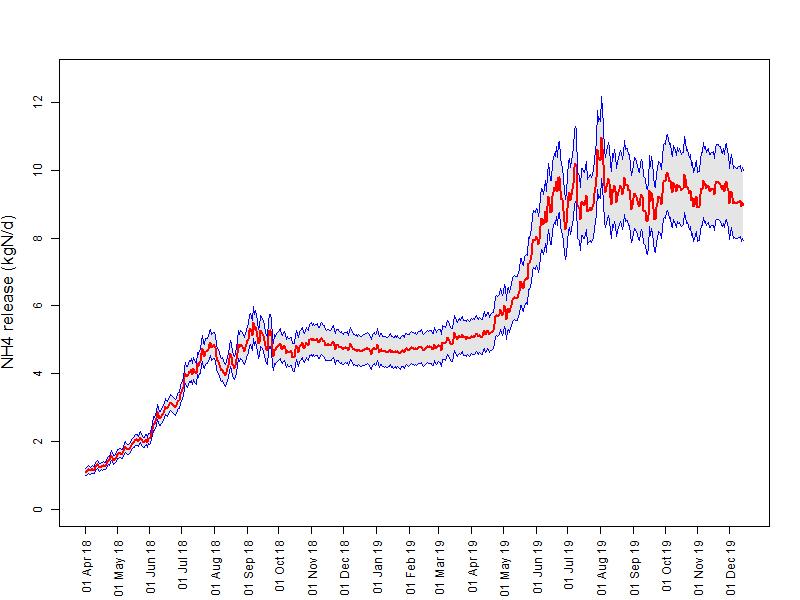 NH4 release (kgN/d)
12
10
8
6
4
2
0
01 Apr 18
01 May 18
01 Jun 18
01 Jul 18
01 Aug 18
01 Sep 18
01 Oct 18
01 Nov 18
01 Dec 18
01 Jan 19
01 Feb 19
01 Mar 19
01 Apr 19
01 May 19
01 Jun 19
01 Jul 19
01 Aug 19
01 Sep 19
01 Oct 19
01 Nov 19
01 Dec 19